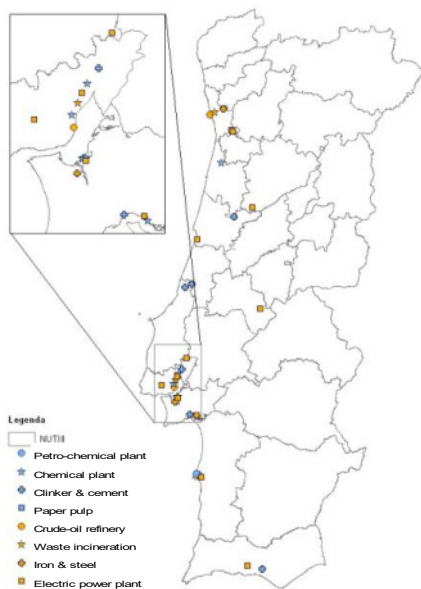 Legenda
NUTIII
Petro-chemical plant
Chemical plant
Clinker & cement
Paper pulp
Crude-oil refinery
Waste incineration
Iron & steel
Electric power plant